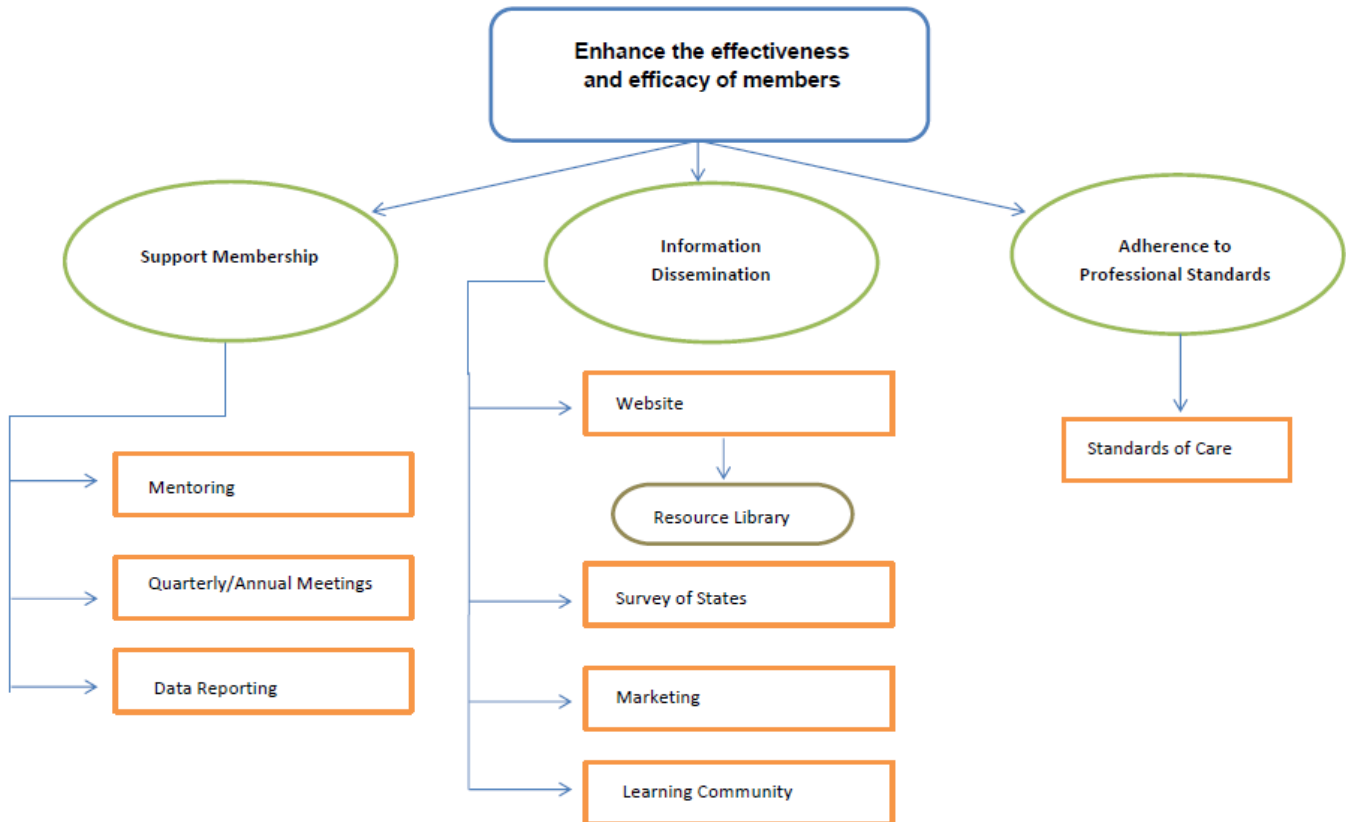 Enhance the effectiveness
and efficacy of members
Support Membership
Information
Dissemination
Adherence to
Professional Standards
Website
Standards of Care
Mentoring
Resource Library
Quarterly/Annual Meetings
Survey of States
Data Reporting
Marketing
Learning Community